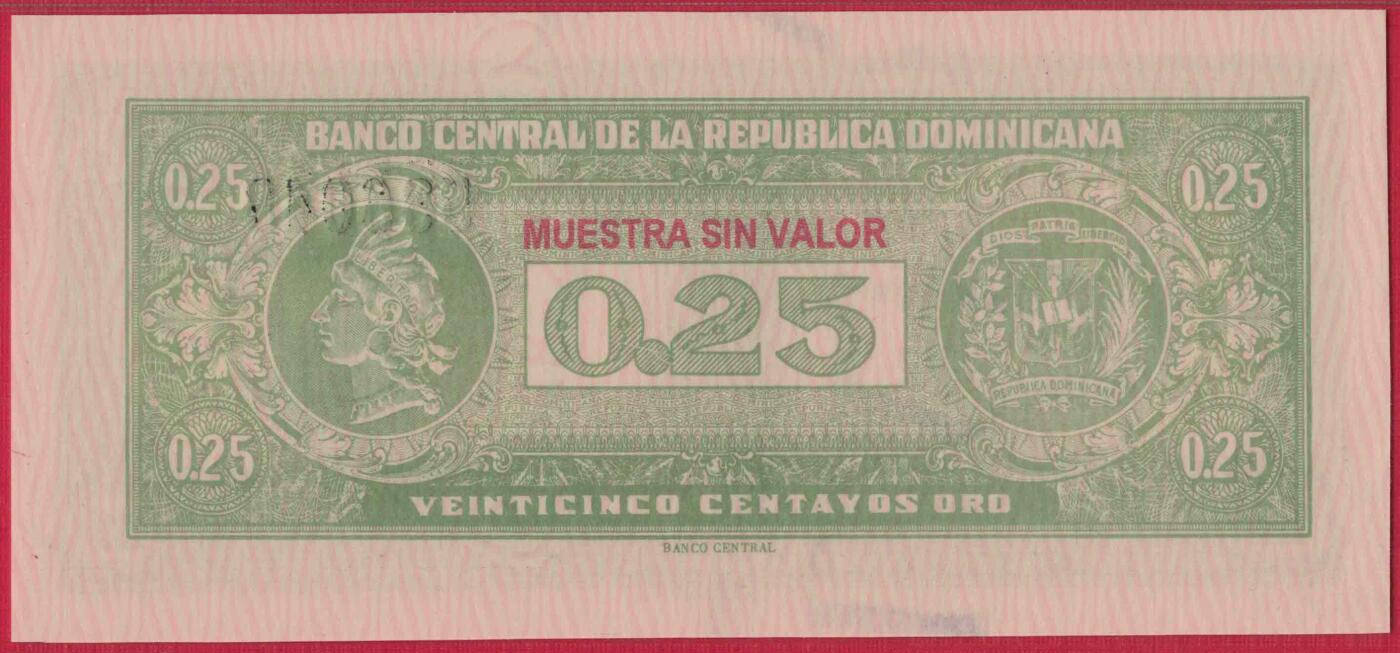 BANCO CENTRAL DE LA REPUBLICA DOMINICANA
0.25
0.25
MUESTRA SIN VALOR
DIOS PATRIA LIBERTAD
LIBERTAD
0.25
REPUBLICA DOMINICANA
0.25
0.25
VEINTICINCO CENTAVOS ORO
BANCO CENTRAL